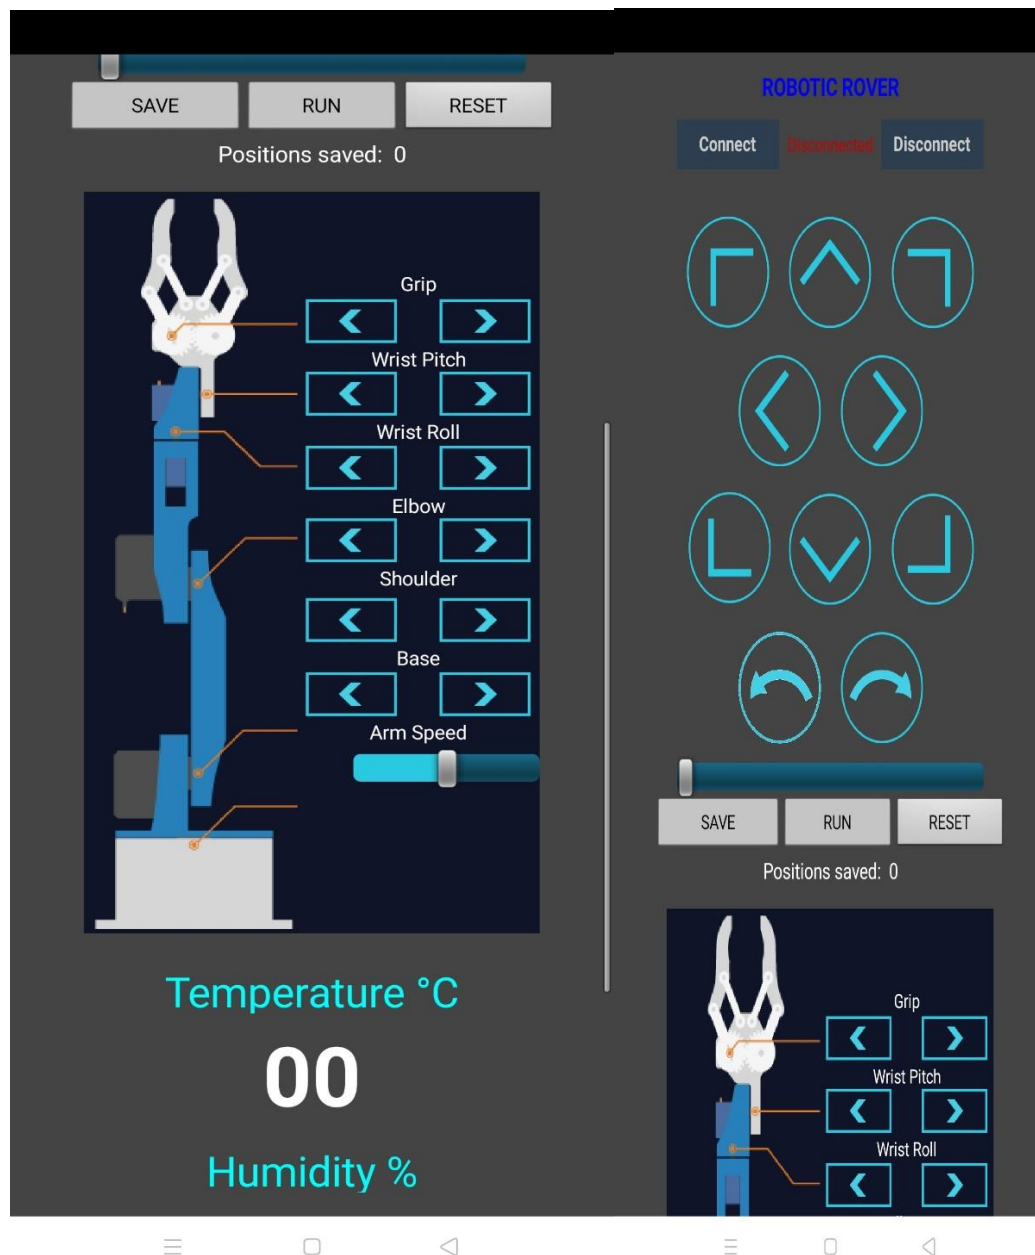 SAVE RUN RESET
Positions saved: 0
Grip
Wrist Pitch
Wrist Roll
Elbow
Shoulder
Base
Arm Speed
Temperature °C
00
Humidity %
ROBOTIC ROVER
Connect Disconnected Disconnect
SAVE RUN RESET
Positions saved: 0
Grip
Wrist Pitch
Wrist Roll